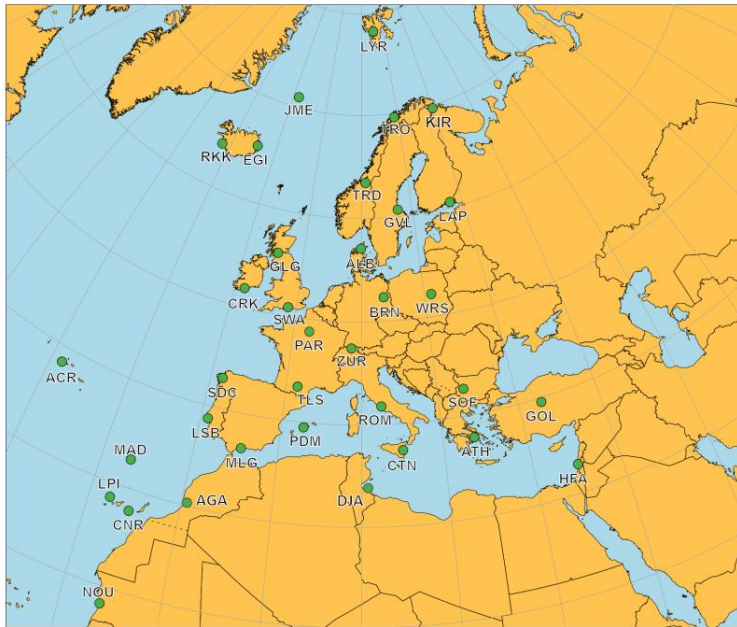 LYR
JME
TRO
KIR
RKK
EGI
TRD
GVL
LAP
GLG
ALB
CRK
SWA
BRN
WRS
PAR
ZUR
ACR
SDC
TLS
SOF
GOL
LSB
PDM
ROM
ATH
MAD
MLG
CTN
HFA
LPI
AGA
DJA
CNR
NOU